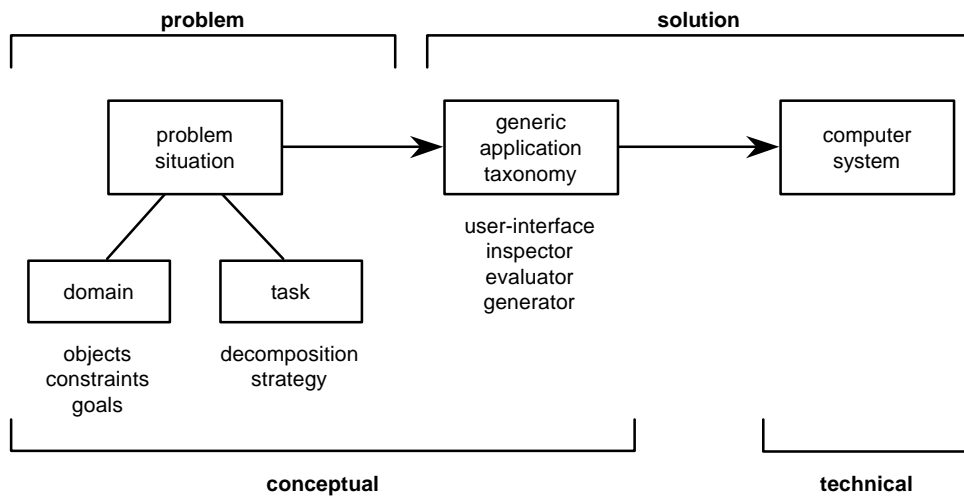 problem
solution
problem
situation
generic
application
taxonomy
computer
system
user-interface
inspector
evaluator
generator
domain
task
objects
constraints
goals
decomposition
strategy
conceptual
technical